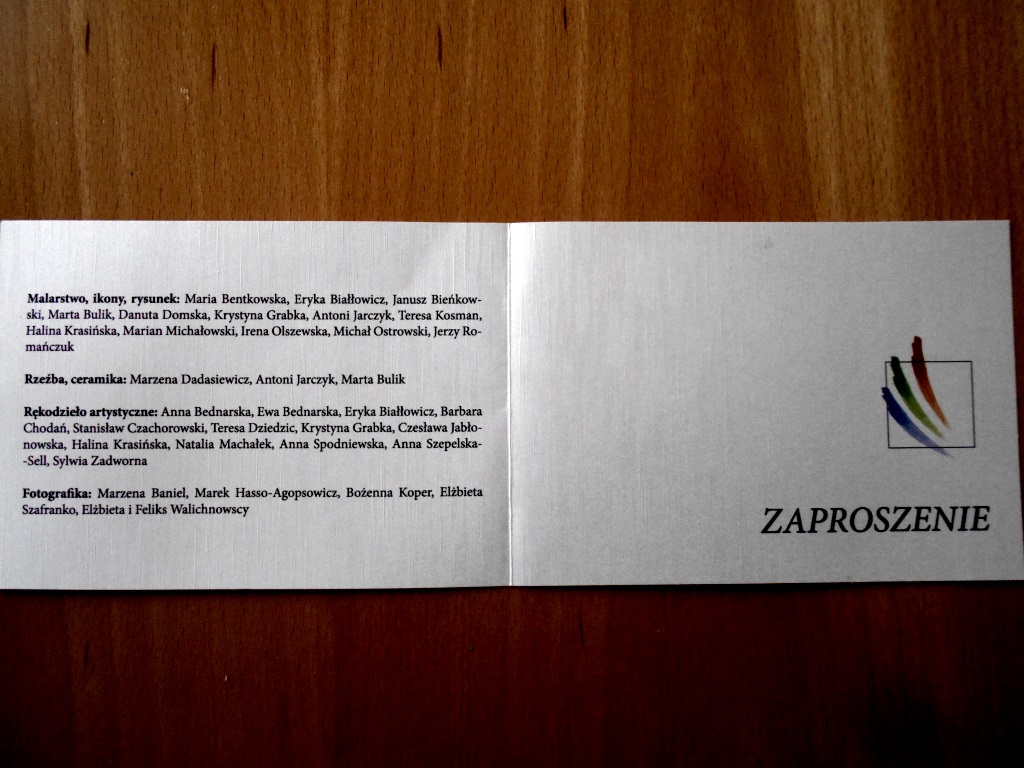 Malarstwo, ikony, rysunek: Maria Bentkowska, Eryka Białłowicz, Janusz Bieńkow-
ski, Marta Bulik, Danuta Domska, Krystyna Grabka, Antoni Jarczyk, Teresa Kosman,
Halina Krasińska, Marian Michałowski, Irena Olszewska, Michał Ostrowski, Jerzy Ro-
mańczuk
Rzeźba, ceramika: Marzena Dadasiewicz, Antoni Jarczyk, Marta Bulik
Rękodzieło artystyczne: Anna Bednarska, Ewa Bednarska, Eryka Białłowicz, Barbara
Chodań, Stanisław Czachorowski, Teresa Dziedzic, Krystyna Grabka, Czesława Jabło-
nowska, Halina Krasińska, Natalia Machałek, Anna Spodniewska, Anna Szepelska-
-Sell, Sylwia Zadworna
Fotografika: Marzena Baniel, Marek Hasso-Agopsowicz, Bożenna Koper, Elżbieta
Szafranko, Elżbieta i Feliks Walichnowscy
ZAPROSZENIE